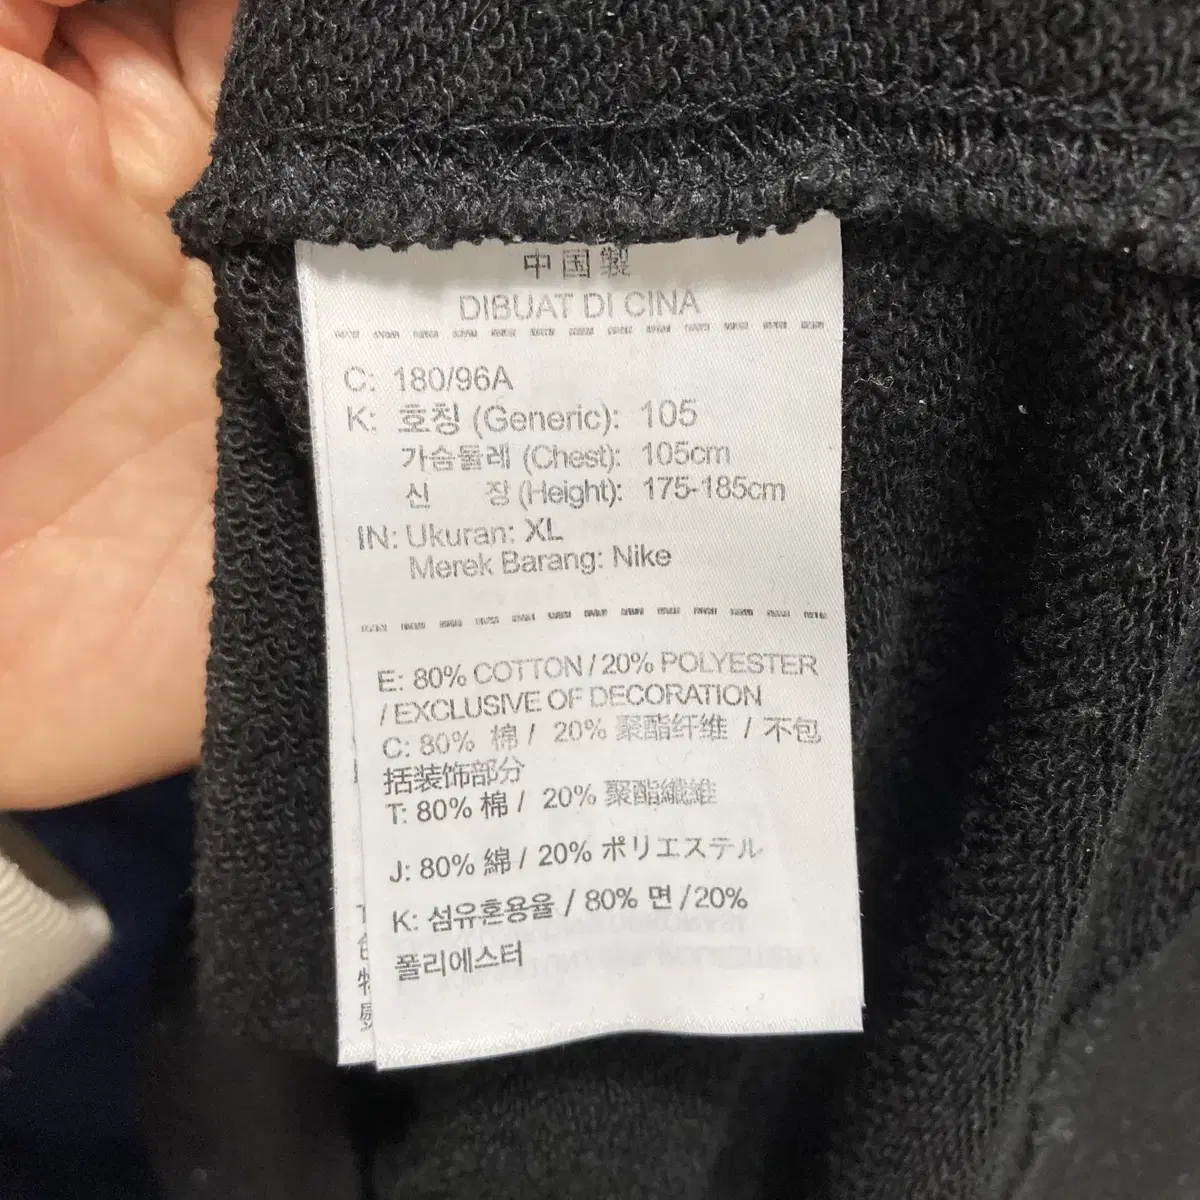 中国製
DIBUAT DI CINA
C: 180/96A
K: 호칭 (Generic): 105
가슴둘레 (Chest): 105cm
신 장 (Height): 175-185cm
IN: Ukuran: XL
Merek Barang: Nike
E: 80% COTTON / 20% POLYESTER
/ EXCLUSIVE OF DECORATION
C: 80% 棉 / 20% 聚酯纤维 / 不包
括装饰部分
T: 80% 棉 / 20% 聚酯纖維
J: 80% 綿 / 20% ポリエステル
K: 섬유혼용율 / 80% 면 /20%
폴리에스터